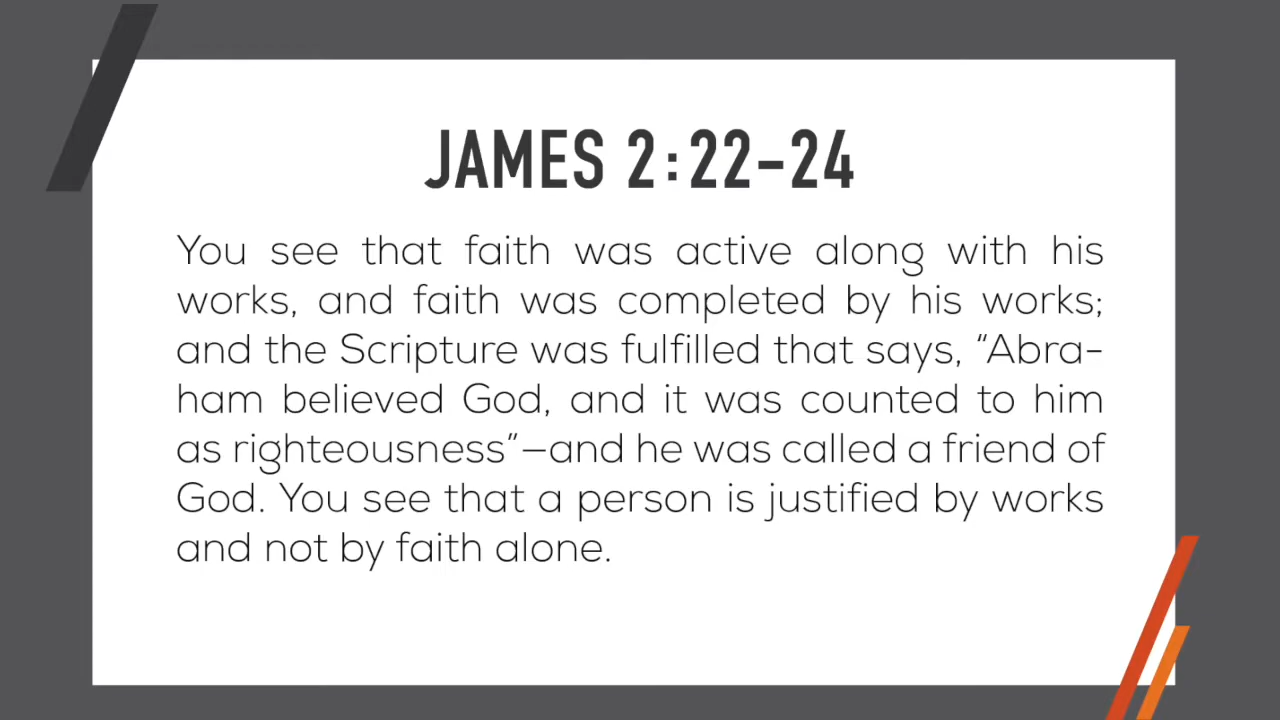 JAMES 2:22-24
You see that faith was active along with his
works, and faith was completed by his works;
and the Scripture was fulfilled that says, “Abra-
ham believed God, and it was counted to him
as righteousness”—and he was called a friend of
God. You see that a person is justified by works
and not by faith alone.